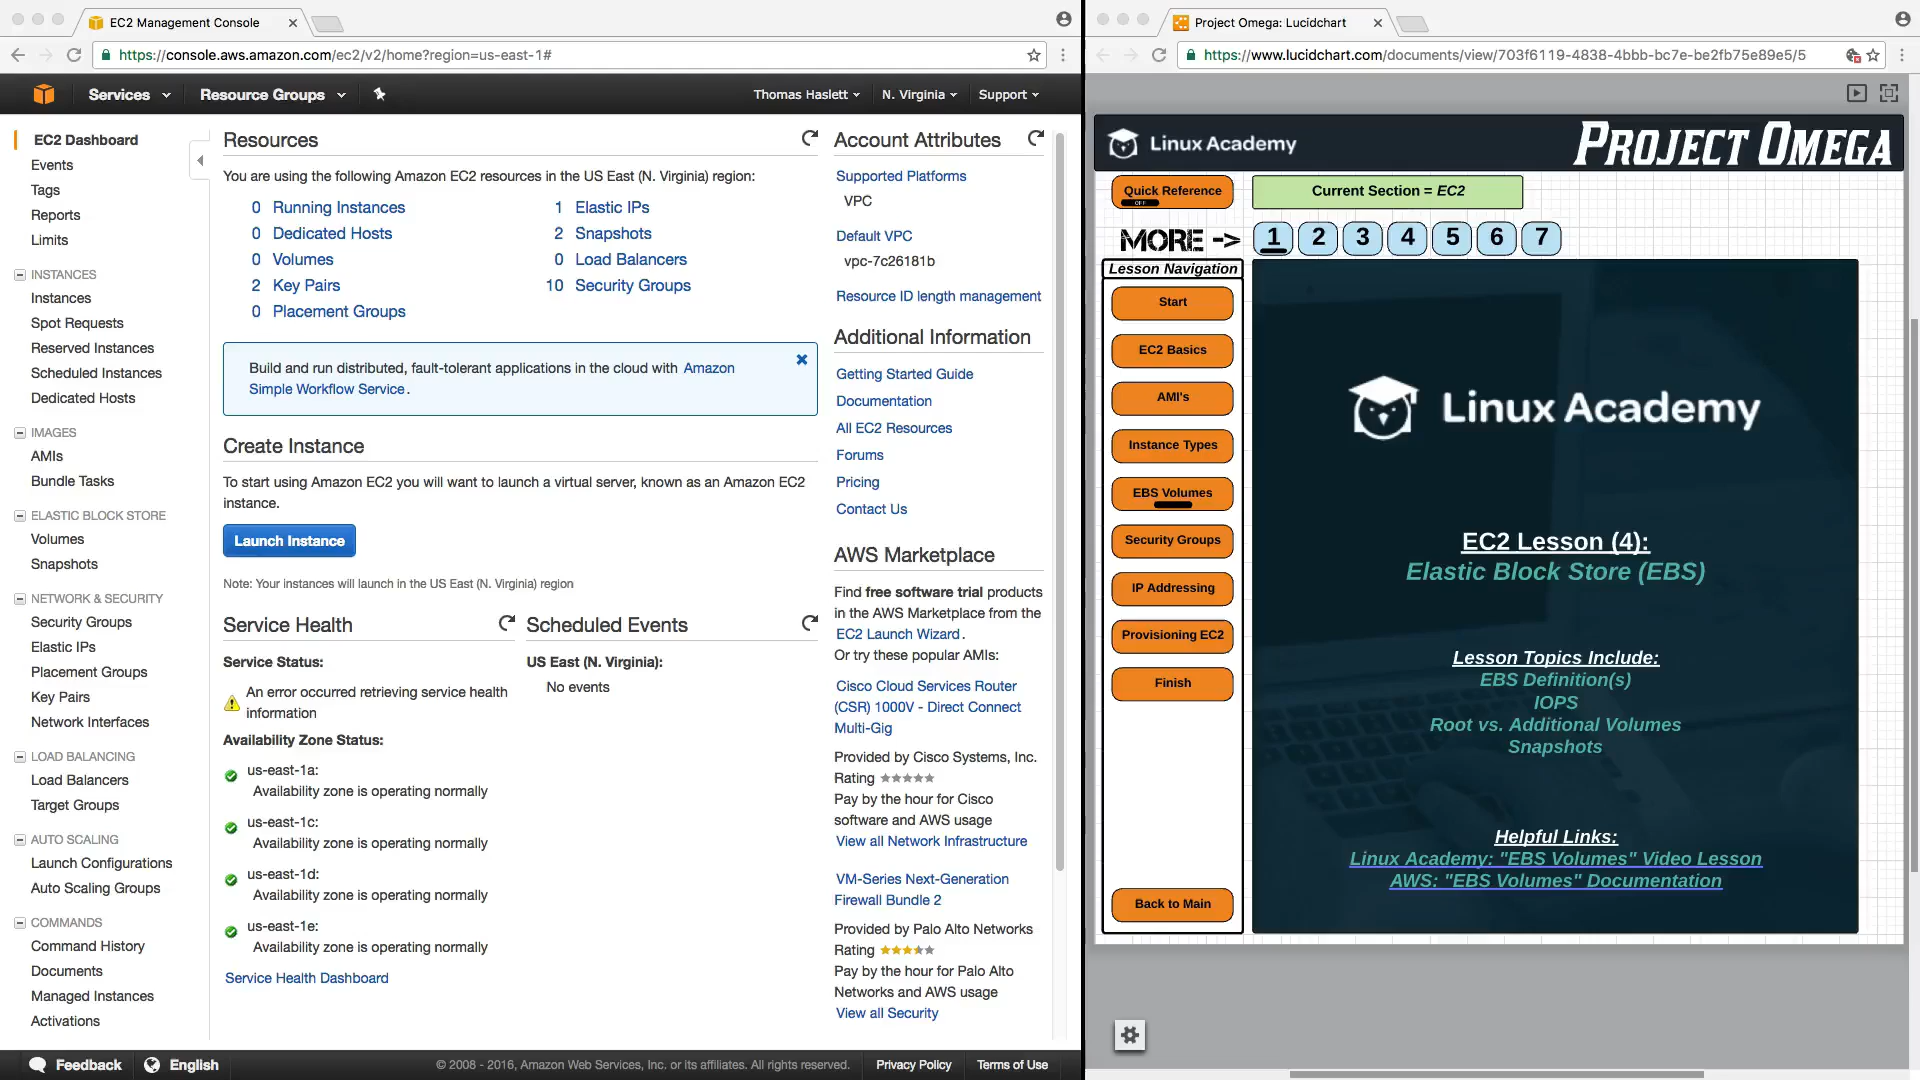 EC2 Management Console
https://console.aws.amazon.com/ec2/v2/home?region=us-east-1#
Services
Resource Groups
Thomas Haslett
N. Virginia
Support
EC2 Dashboard
Events
Tags
Reports
Limits
INSTANCES
Instances
Spot Requests
Reserved Instances
Scheduled Instances
Dedicated Hosts
IMAGES
AMIs
Bundle Tasks
ELASTIC BLOCK STORE
Volumes
Snapshots
NETWORK & SECURITY
Security Groups
Elastic IPs
Placement Groups
Key Pairs
Network Interfaces
LOAD BALANCING
Load Balancers
Target Groups
AUTO SCALING
Launch Configurations
Auto Scaling Groups
COMMANDS
Command History
Documents
Managed Instances
Activations
Resources
You are using the following Amazon EC2 resources in the US East (N. Virginia) region:
0 Running Instances
0 Dedicated Hosts
0 Volumes
2 Key Pairs
0 Placement Groups
1 Elastic IPs
2 Snapshots
0 Load Balancers
10 Security Groups
Build and run distributed, fault-tolerant applications in the cloud with Amazon
Simple Workflow Service.
Create Instance
To start using Amazon EC2 you will want to launch a virtual server, known as an Amazon EC2
instance.
Launch Instance
Note: Your instances will launch in the US East (N. Virginia) region
Service Health
Service Status:
An error occurred retrieving service health
information
Availability Zone Status:
us-east-1a:
Availability zone is operating normally
us-east-1c:
Availability zone is operating normally
us-east-1d:
Availability zone is operating normally
us-east-1e:
Availability zone is operating normally
Service Health Dashboard
Scheduled Events
US East (N. Virginia):
No events
Account Attributes
Supported Platforms
VPC
Default VPC
vpc-7c26181b
Resource ID length management
Additional Information
Getting Started Guide
Documentation
All EC2 Resources
Forums
Pricing
Contact Us
AWS Marketplace
Find free software trial products
in the AWS Marketplace from the
EC2 Launch Wizard.
Or try these popular AMIs:
Cisco Cloud Services Router
(CSR) 1000V - Direct Connect
Multi-Gig
Provided by Cisco Systems, Inc.
Rating
Pay by the hour for Cisco
software and AWS usage
View all Network Infrastructure
VM-Series Next-Generation
Firewall Bundle 2
Provided by Palo Alto Networks
Rating
Pay by the hour for Palo Alto
Networks and AWS usage
View all Security
Feedback
English
© 2008 - 2016, Amazon Web Services, Inc. or its affiliates. All rights reserved.
Privacy Policy
Terms of Use
Project Omega: Lucidchart
https://www.lucidchart.com/documents/view/703f6119-4838-4bbb-bc7e-be2fb75e89e5/5
Linux Academy
PROJECT OMEGA
Quick Reference
OFF
Current Section = EC2
MORE ->
1 2 3 4 5 6 7
Lesson Navigation
Start
EC2 Basics
AMI's
Instance Types
EBS Volumes
Security Groups
IP Addressing
Provisioning EC2
Finish
Back to Main
Linux Academy
EC2 Lesson (4):
Elastic Block Store (EBS)
Lesson Topics Include:
EBS Definition(s)
IOPS
Root vs. Additional Volumes
Snapshots
Helpful Links:
Linux Academy: "EBS Volumes" Video Lesson
AWS: "EBS Volumes" Documentation